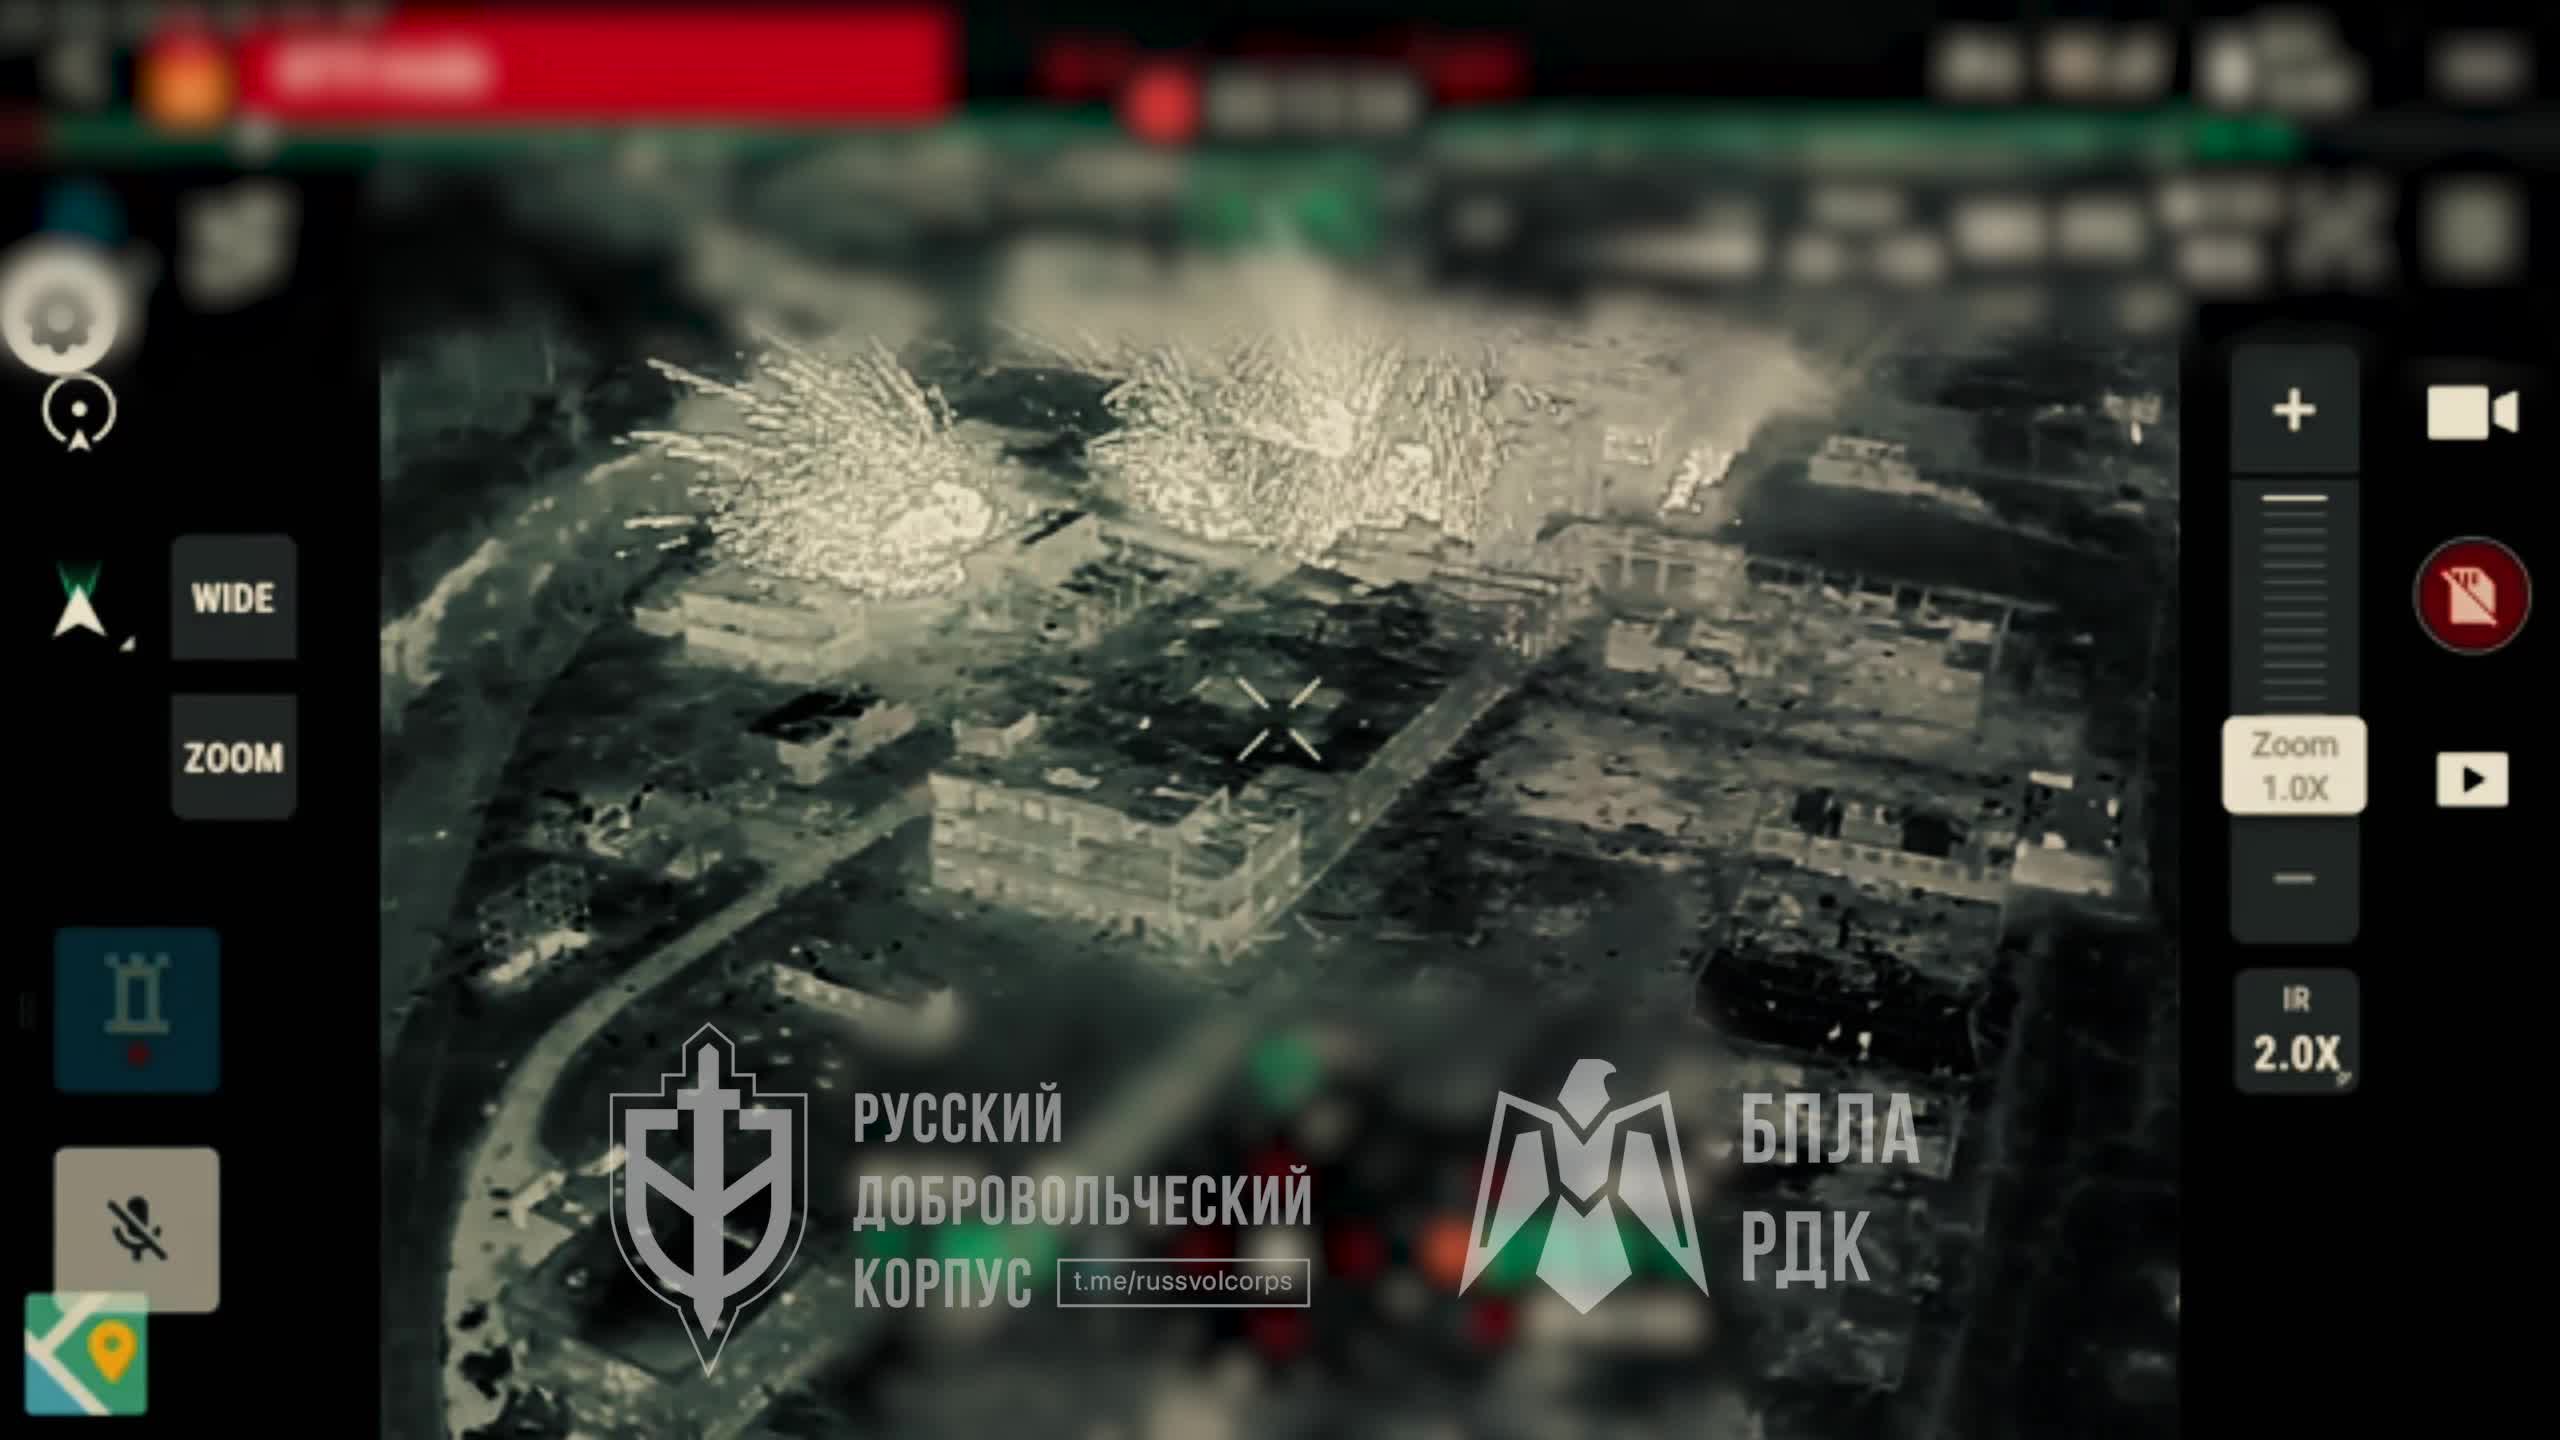 WIDE
ZOOM
+
Zoom
1.0X
−
IR
2.0X
РУССКИЙ
ДОБРОВОЛЬЧЕСКИЙ
КОРПУС
t.me/russvolcorps
БПЛА
РДК